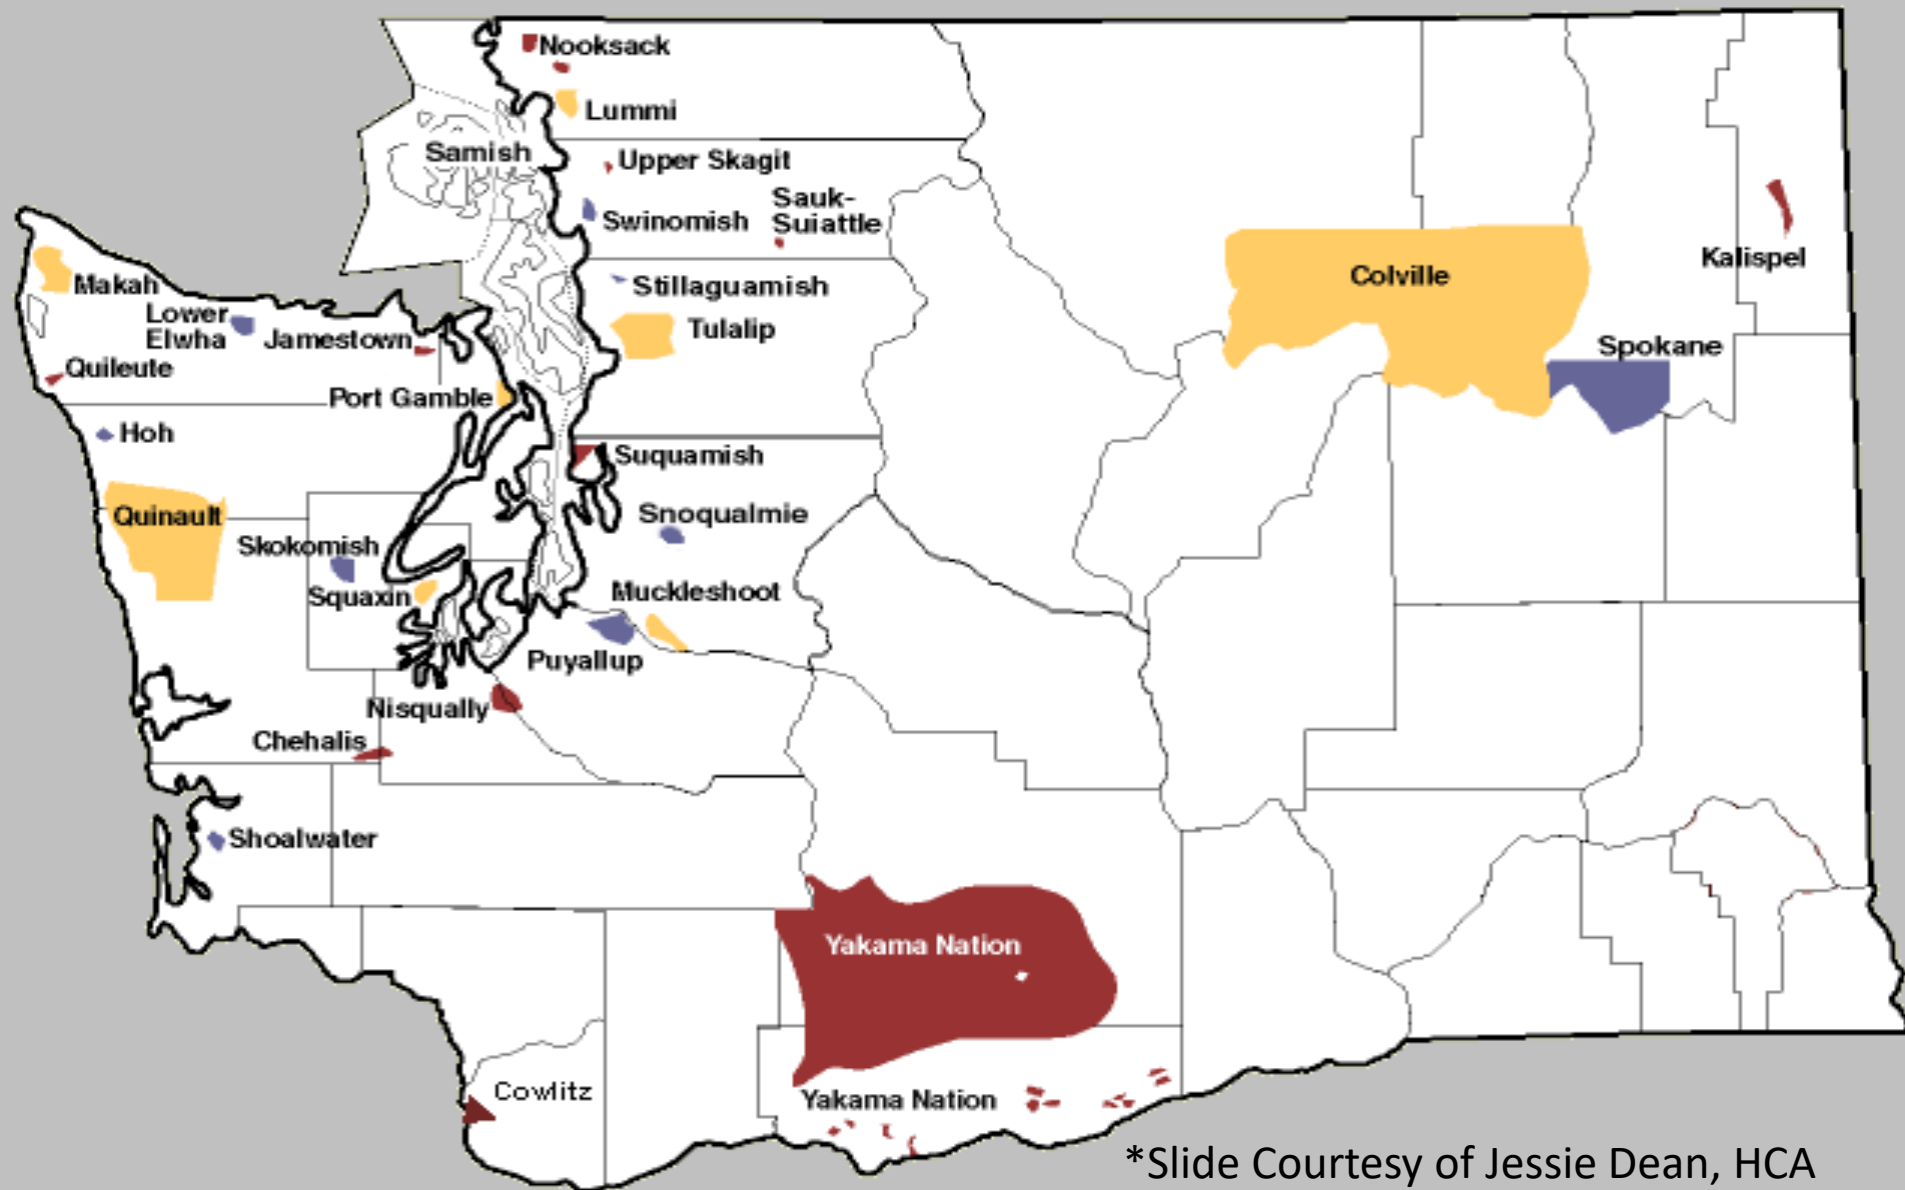 Nooksack
Lummi
Samish
Upper Skagit
Sauk-
Suiattle
Swinomish
Stillaguamish
Tulalip
Makah
Lower
Elwha
Jamestown
Quileute
Port Gamble
Hoh
Suquamish
Snoqualmie
Quinault
Skokomish
Squaxin
Muckleshoot
Puyallup
Nisqually
Chehalis
Shoalwater
Colville
Kalispel
Spokane
Yakama Nation
Yakama Nation
Cowlitz
*Slide Courtesy of Jessie Dean, HCA